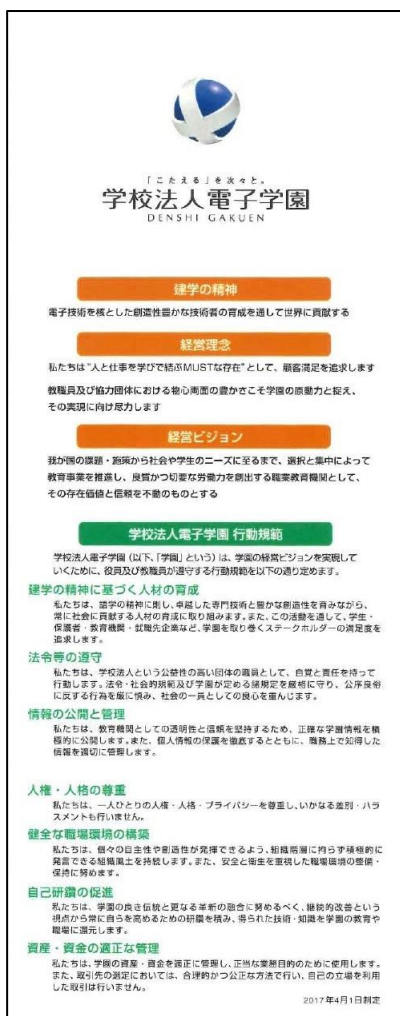 「こたえる」を次々と。
学校法人電子学園
DENSHI GAKUEN
建学の精神
電子技術を核とした創造性豊かな技術者の育成を通して世界に貢献する
経営理念
私たちは"人と仕事を学びで結ぶMUSTな存在"として、顧客満足を追求します
教職員及び協力団体における物心両面の豊かさこそ学園の原動力と捉え、
その実現に向け尽力します
経営ビジョン
我が国の課題・施策から社会や学生のニーズに至るまで、選択と集中によって
教育事業を推進し、良質かつ切要な労働力を創出する職業教育機関として、
その存在価値と信頼を不動のものとする
学校法人電子学園 行動規範
学校法人電子学園（以下、「学園」という）は、学園の経営ビジョンを実現して
いくために、役員及び教職員が遵守する行動規範を以下の通り定めます。
建学の精神に基づく人材の育成
私たちは、建学の精神に則し、卓越した専門技術と豊かな創造性を育みながら、
常に社会に貢献する人材の育成に取り組みます。また、この活動を通して、学生・
保護者・教育機関・就職先企業など、学園を取り巻くステークホルダーの満足度を
追求します。
法令等の遵守
私たちは、学校法人という公益性の高い団体の職員として、自覚と責任を持って
行動します。法令・社会的規範及び学園が定める諸規定を厳格に守り、公序良俗
に反する行為を厳に慎み、社会の一員としての良心を重んじます。
情報の公開と管理
私たちは、教育機関としての透明性と信頼を堅持するため、正確な学園情報を積
極的に公開します。また、個人情報の保護を徹底するとともに、職務上で知得した
情報を適切に管理します。
人権・人格の尊重
私たちは、一人ひとりの人権・人格・プライバシーを尊重し、いかなる差別・ハラ
スメントも行いません。
健全な職場環境の構築
私たちは、個々の自主性や創造性が発揮できるよう、組織階層に拘らず積極的に
発言できる組織風土を持続します。また、安全と衛生を重視した職場環境の整備・
保持に努めます。
自己研鑽の促進
私たちは、学園の良き伝統と更なる革新の融合に努めるべく、継続的改善という
視点から常に自らを高めるための研鑽を積み、得られた技術・知識を学園の教育や
職場に還元します。
資産・資金の適正な管理
私たちは、学園の資産・資金を適正に管理し、正当な業務目的のために使用します。
また、取引先の選定においては、合理的かつ公正な方法で行い、自己の立場を利用
した取引は行いません。
2017年4月1日制定